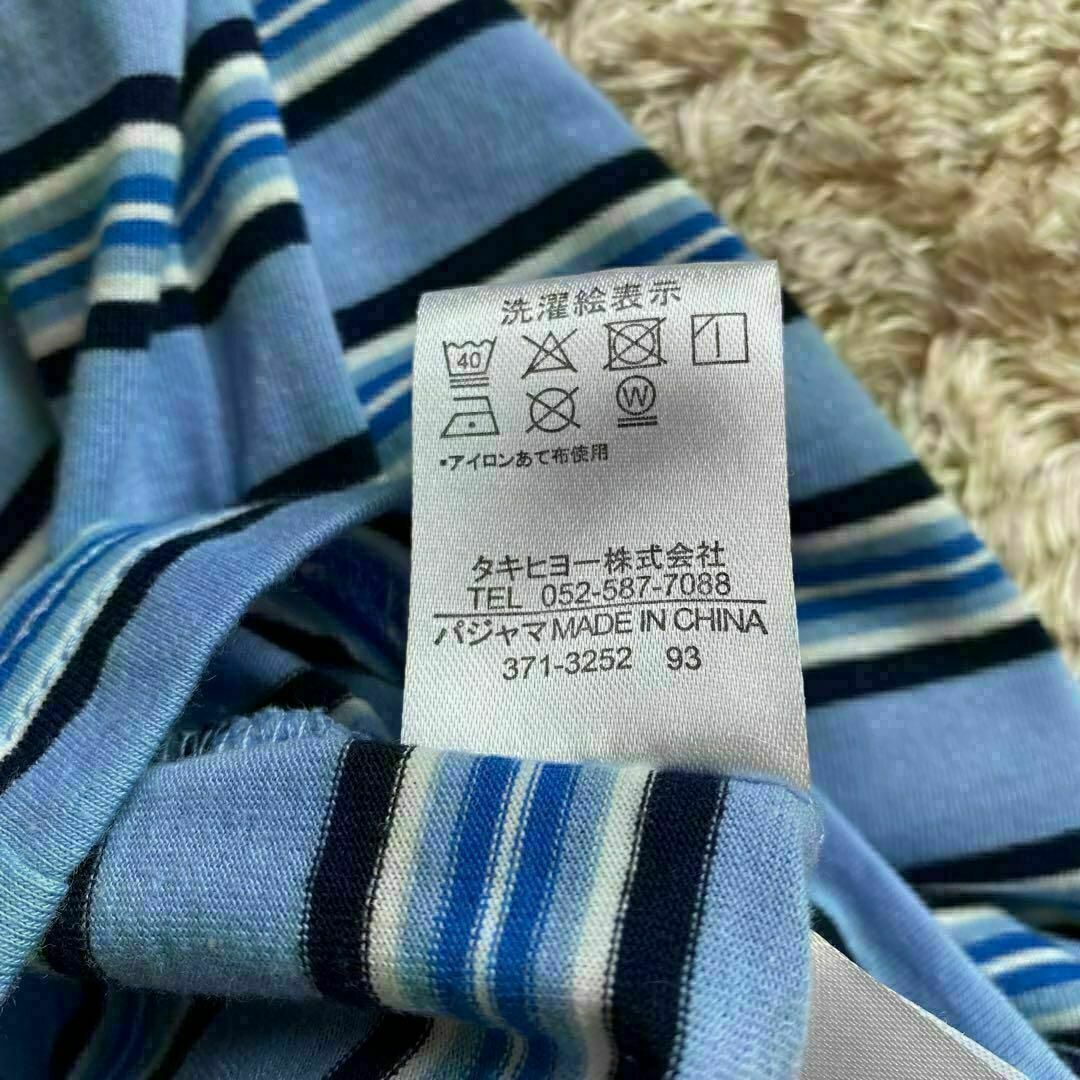 洗濯絵表示
40
W
•アイロンあて布使用
タキヒヨー株式会社
TEL 052-587-7088
パジャマ MADE IN CHINA
371-3252 93